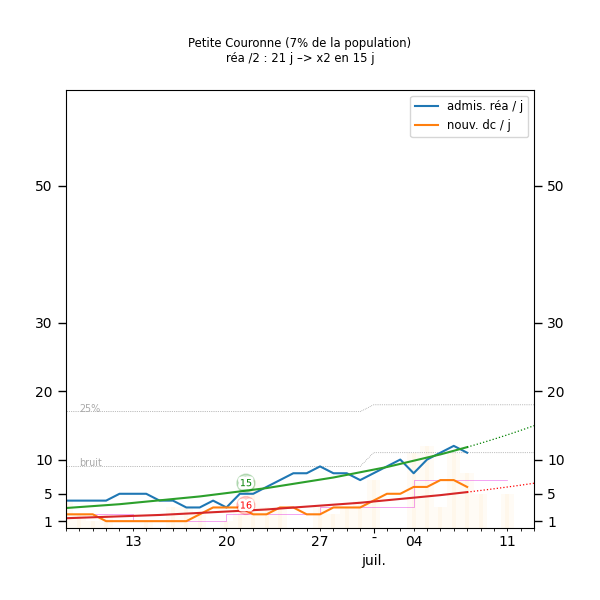 Petite Couronne (7% de la population)
réa /2 : 21 j –> x2 en 15 j
admis. réa / j
nouv. dc / j
50 50
30 30
20 20
25%
10 10
bruit
15
5 5
16
1 1
13 20 27 04 11
juil.